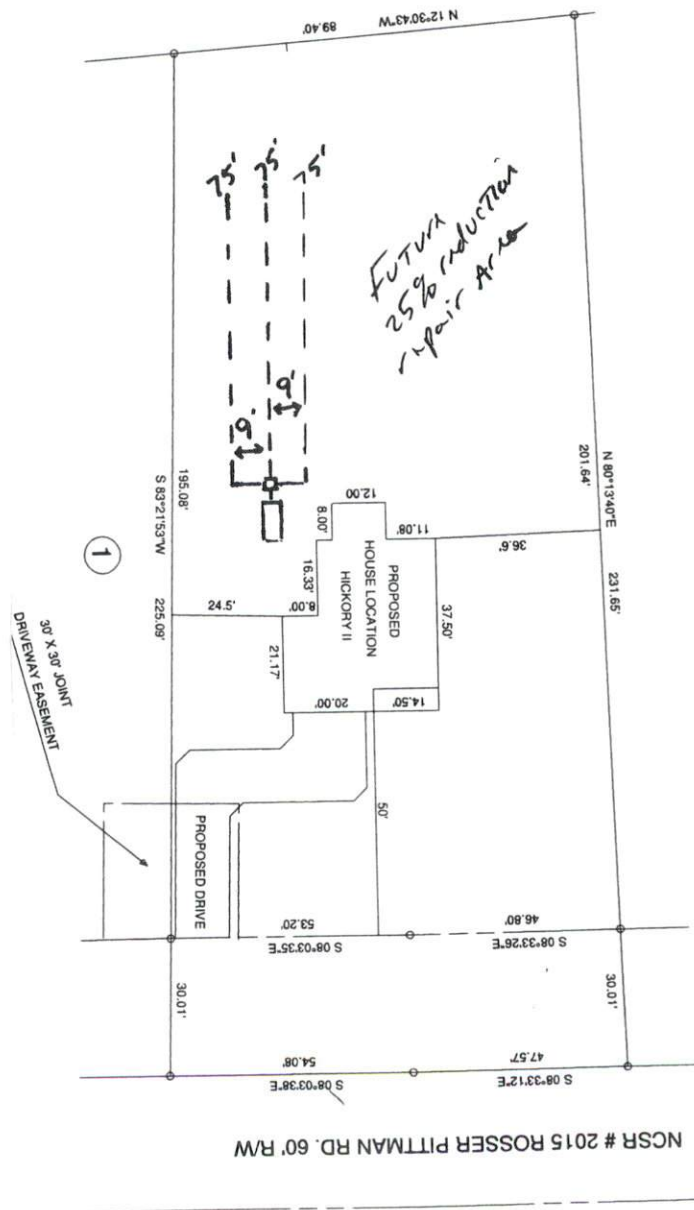 N 12°30'43"W
89.40'
75' 75' 75'
FUTURE
25% reduction
repair Area
9'
9'
195.08'
S 83°21'53"W
225.09'
201.64'
N 80°13'40"E
231.65'
12.00
8.00'
11.08'
36.6'
16.33'
PROPOSED
HOUSE LOCATION
HICKORY II
1
24.5'
8.00'
37.50'
21.17'
20.00'
14.50'
30' X 30' JOINT
DRIVEWAY EASEMENT
PROPOSED DRIVE
50'
53.20'
S 08°03'35"E
46.80'
S 08°33'26"E
30.01'
30.01'
54.08'
S 08°03'38"E
47.57'
S 08°33'12"E
NCSR # 2015 ROSSER PITTMAN RD. 60' R/W